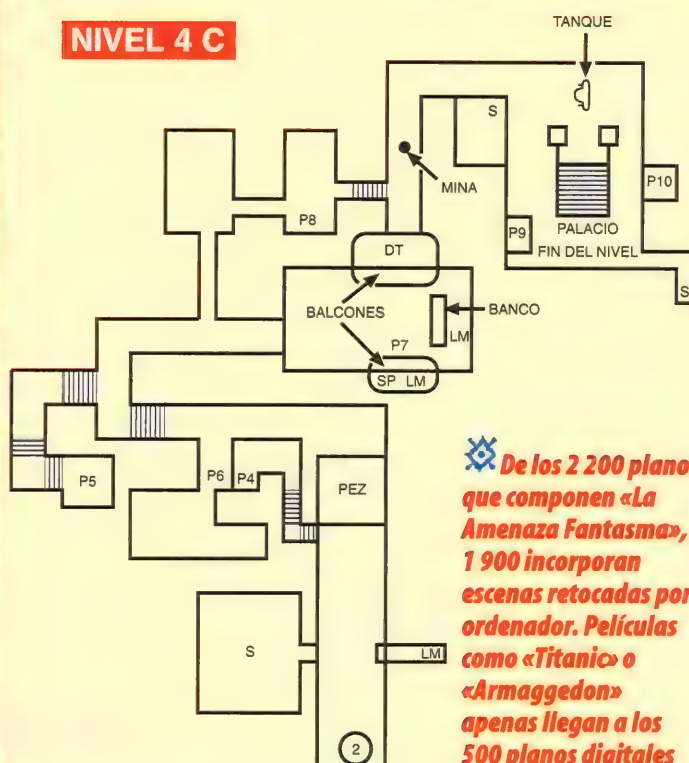 NIVEL 4 C
TANQUE
S
MINA
P8
P10
P9
PALACIO
FIN DEL NIVEL
DT
S
BALCONES
BANCO
P7
LM
SP LM
P5
P6
P4
PEZ
S
LM
2
De los 2 200 plano
que componen «La
Amenaza Fantasma»,
1 900 incorporan
escenas retocadas por
ordenador. Películas
como «Titanic» o
«Armaggedon»
apenas llegan a los
500 planos digitales